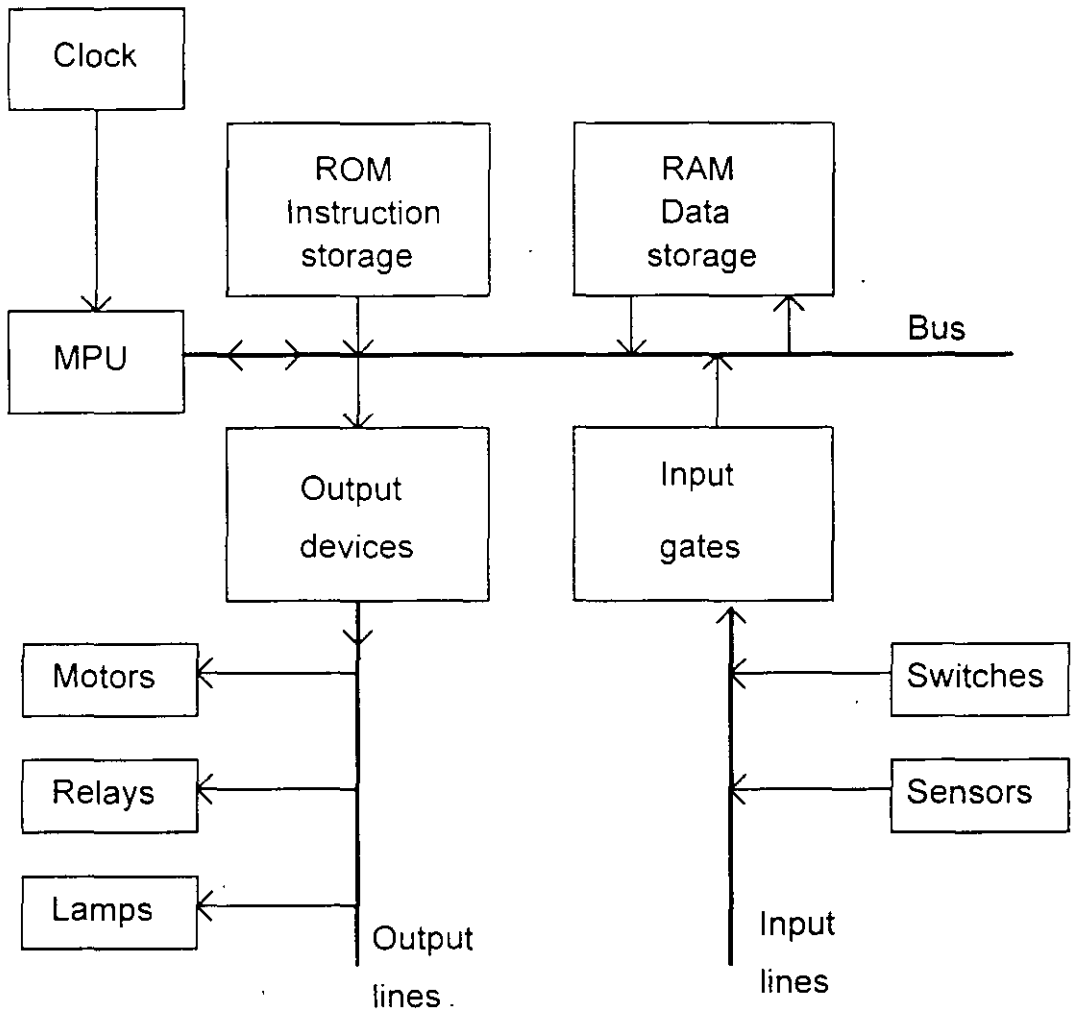 Clock
ROM
Instruction
storage
RAM
Data
storage
MPU
Bus
Output
devices
Input
gates
Motors
Switches
Relays
Sensors
Lamps
Output
lines .
Input
lines